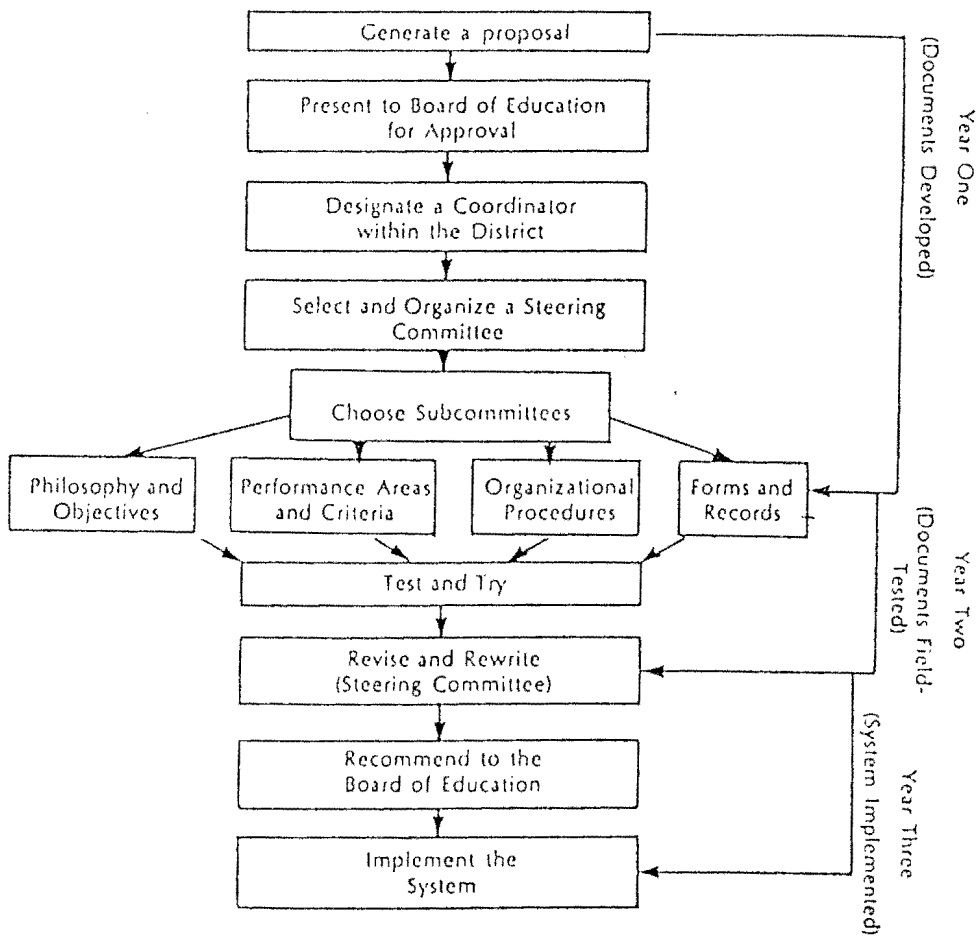 Generate a proposal
Present to Board of Education
for Approval
Designate a Coordinator
within the District
Select and Organize a Steering
Committee
Choose Subcommittees
Philosophy and
Objectives
Performance Areas
and Criteria
Organizational
Procedures
Forms and
Records
Test and Try
Revise and Rewrite
(Steering Committee)
Recommend to the
Board of Education
Implement the
System
Year One
(Documents Developed)
Year Two
(Documents Field-
Tested)
Year Three
(System Implemented)